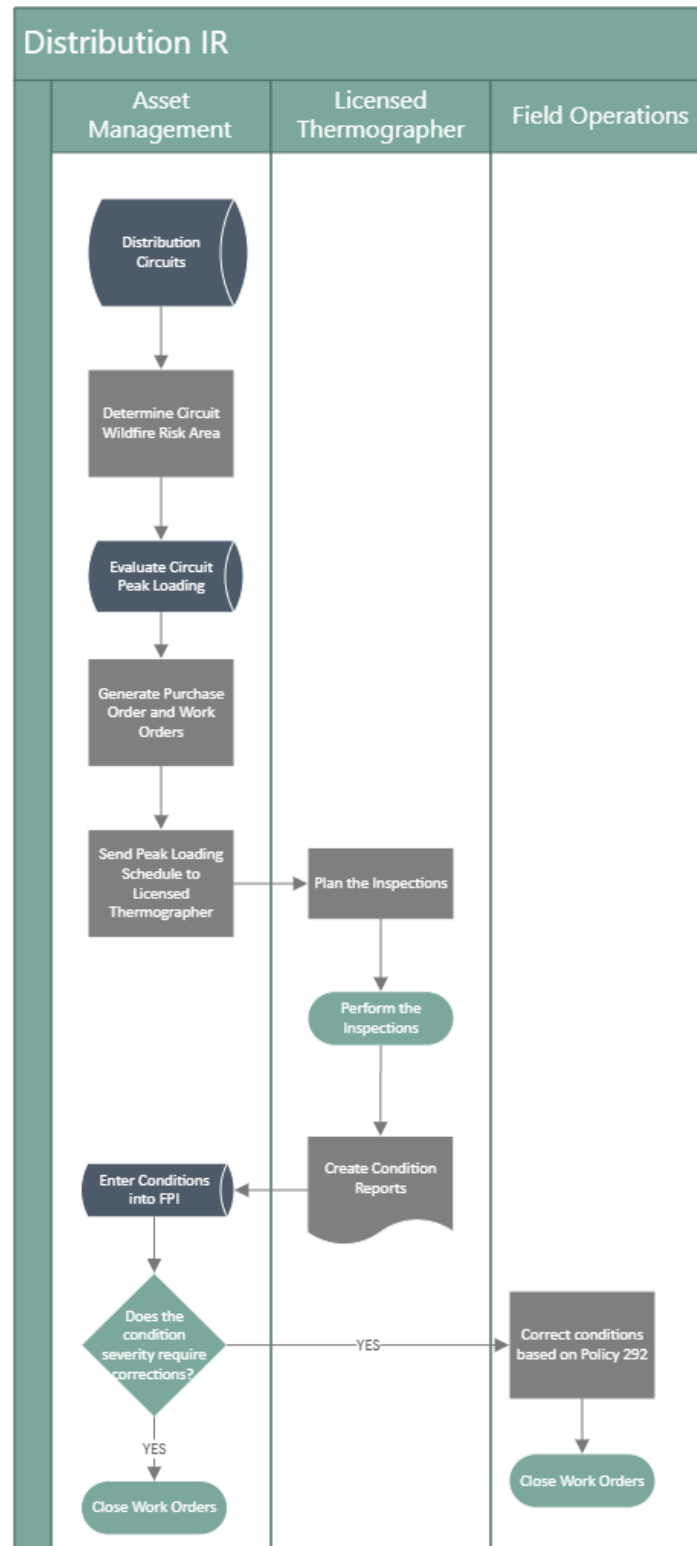 Distribution IR
Asset
Management
Licensed
Thermographer
Field Operations
Distribution
Circuits
Determine Circuit
Wildfire Risk Area
Evaluate Circuit
Peak Loading
Generate Purchase
Order and Work
Orders
Send Peak Loading
Schedule to
Licensed
Thermographer
Plan the Inspections
Perform the
Inspections
Create Condition
Reports
Enter Conditions
into FPI
Does the
condition
severity require
corrections?
YES
Correct conditions
based on Policy 292
YES
Close Work Orders
Close Work Orders